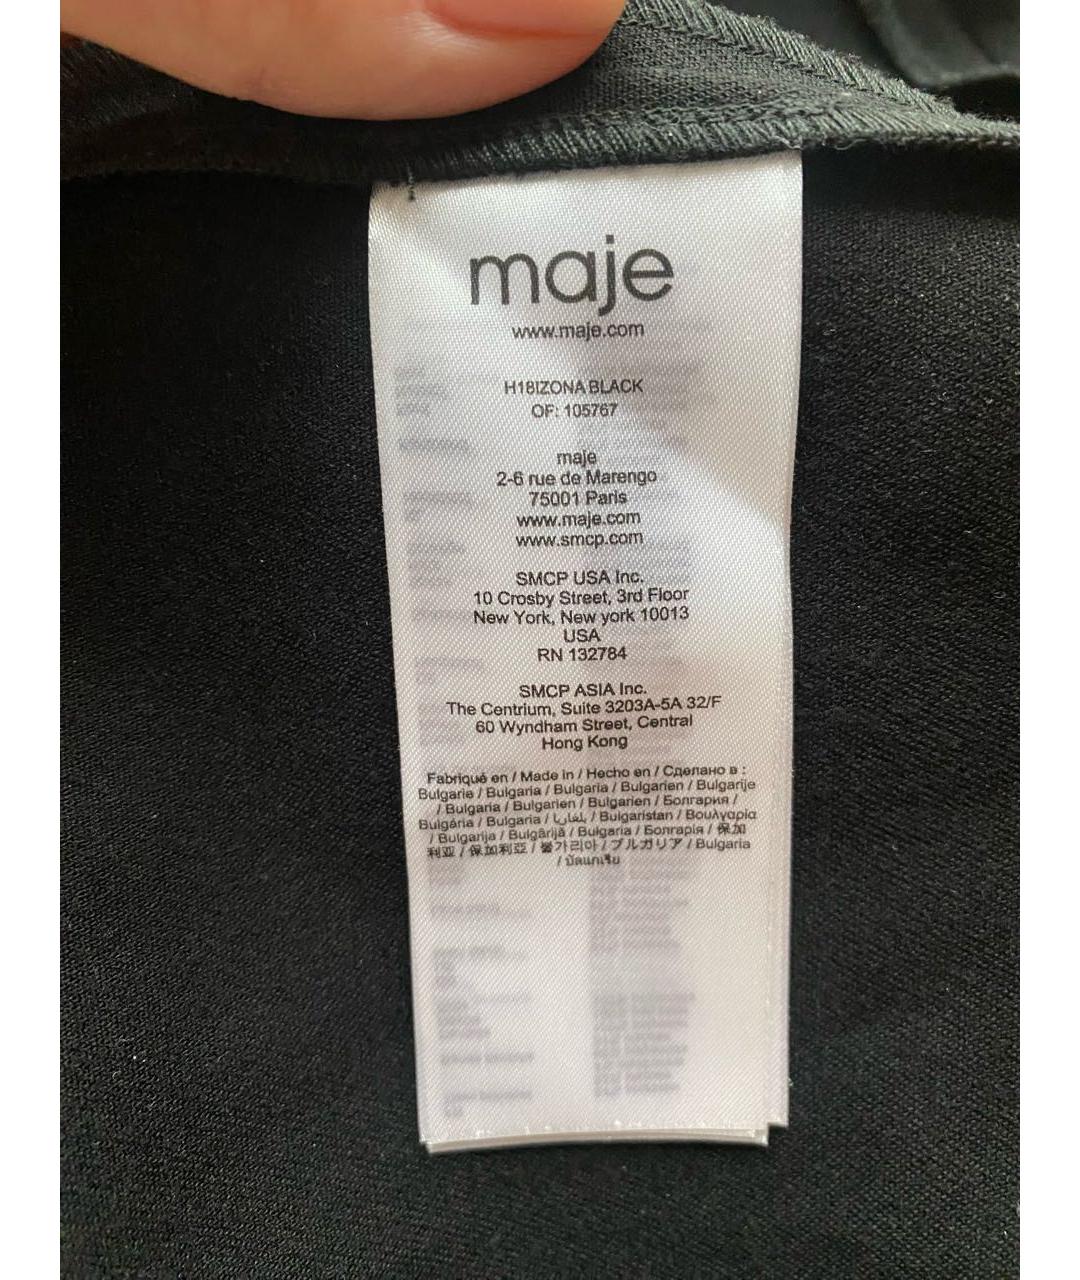 maje
www.maje.com
H18IZONA BLACK
OF: 105767
maje
2-6 rue de Marengo
75001 Paris
www.maje.com
www.smcp.com
SMCP USA Inc.
10 Crosby Street, 3rd Floor
New York, New york 10013
USA
RN 132784
SMCP ASIA Inc.
The Centrium, Suite 3203A-5A 32/F
60 Wyndham Street, Central
Hong Kong
Fabriqué en / Made in / Hecho en / Сделано в :
Bulgarie / Bulgaria / Bulgaria / Bulgarien / Bulgarije
/ Bulgaria / Bulgarien / Bulgarien / Болгария /
Bulgária / Bulgaria / بلغاريا / Bulgaristan / Βουλγαρία
/ Bulgarija / Bulgārijā / Bulgaria / Болгарія / 保加
利亚 / 保加利亞 / 불가리아 / ブルガリア / Bulgaria
/ บัลแกเรีย